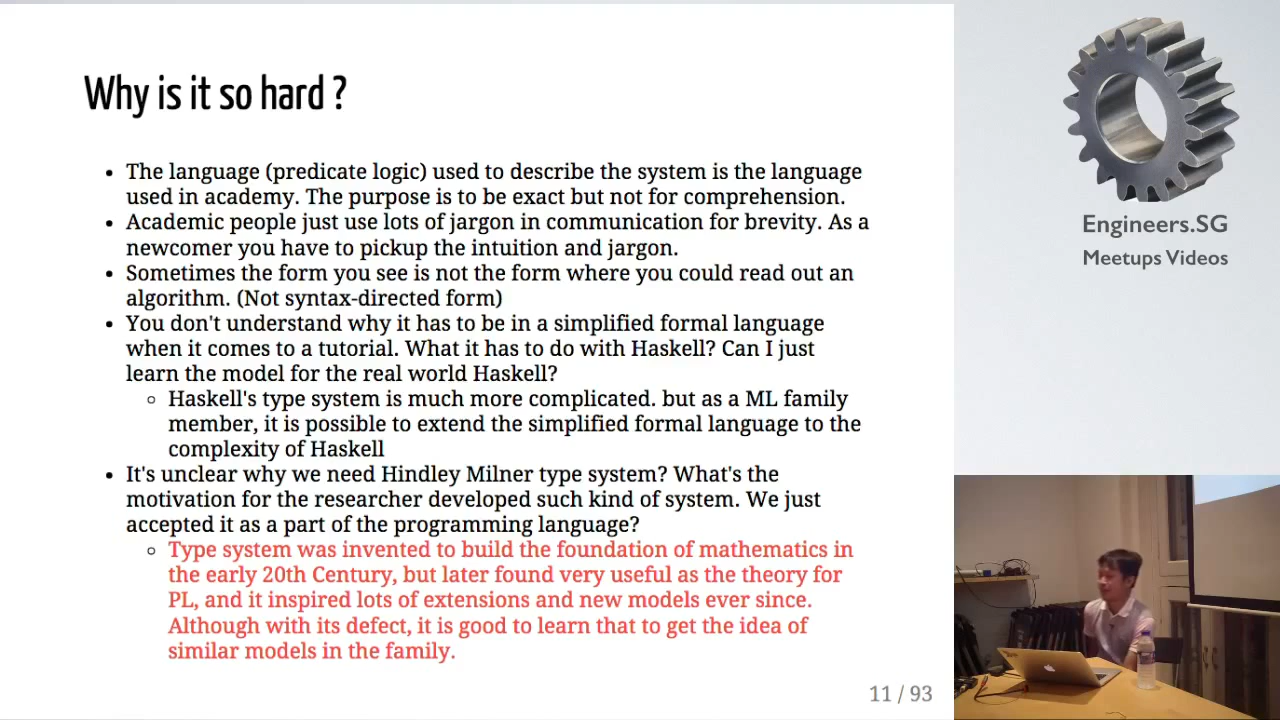 Why is it so hard ?
• The language (predicate logic) used to describe the system is the language
used in academy. The purpose is to be exact but not for comprehension.
• Academic people just use lots of jargon in communication for brevity. As a
newcomer you have to pickup the intuition and jargon.
• Sometimes the form you see is not the form where you could read out an
algorithm. (Not syntax-directed form)
• You don't understand why it has to be in a simplified formal language
when it comes to a tutorial. What it has to do with Haskell? Can I just
learn the model for the real world Haskell?
◦ Haskell's type system is much more complicated. but as a ML family
member, it is possible to extend the simplified formal language to the
complexity of Haskell
• It's unclear why we need Hindley Milner type system? What's the
motivation for the researcher developed such kind of system. We just
accepted it as a part of the programming language?
◦ Type system was invented to build the foundation of mathematics in
the early 20th Century, but later found very useful as the theory for
PL, and it inspired lots of extensions and new models ever since.
Although with its defect, it is good to learn that to get the idea of
similar models in the family.
11 / 93
Engineers.SG
Meetups Videos